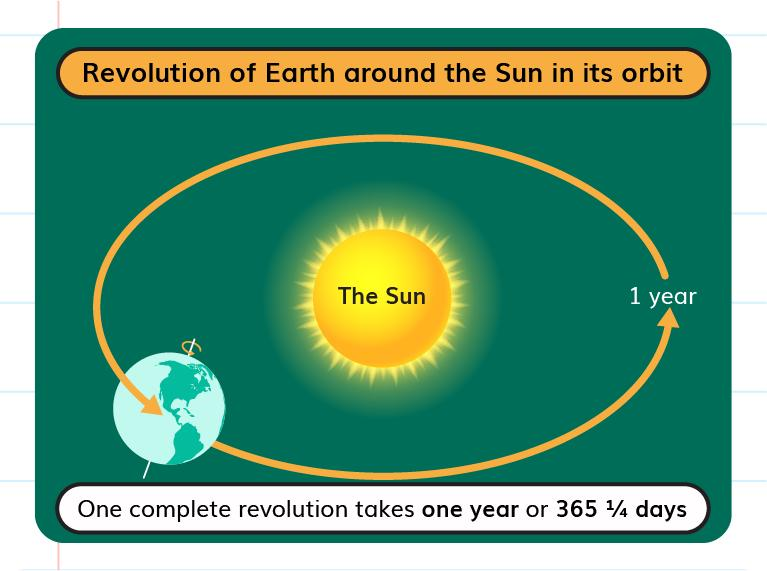 Revolution of Earth around the Sun in its orbit
The Sun
1 year
One complete revolution takes one year or 365 ¼ days